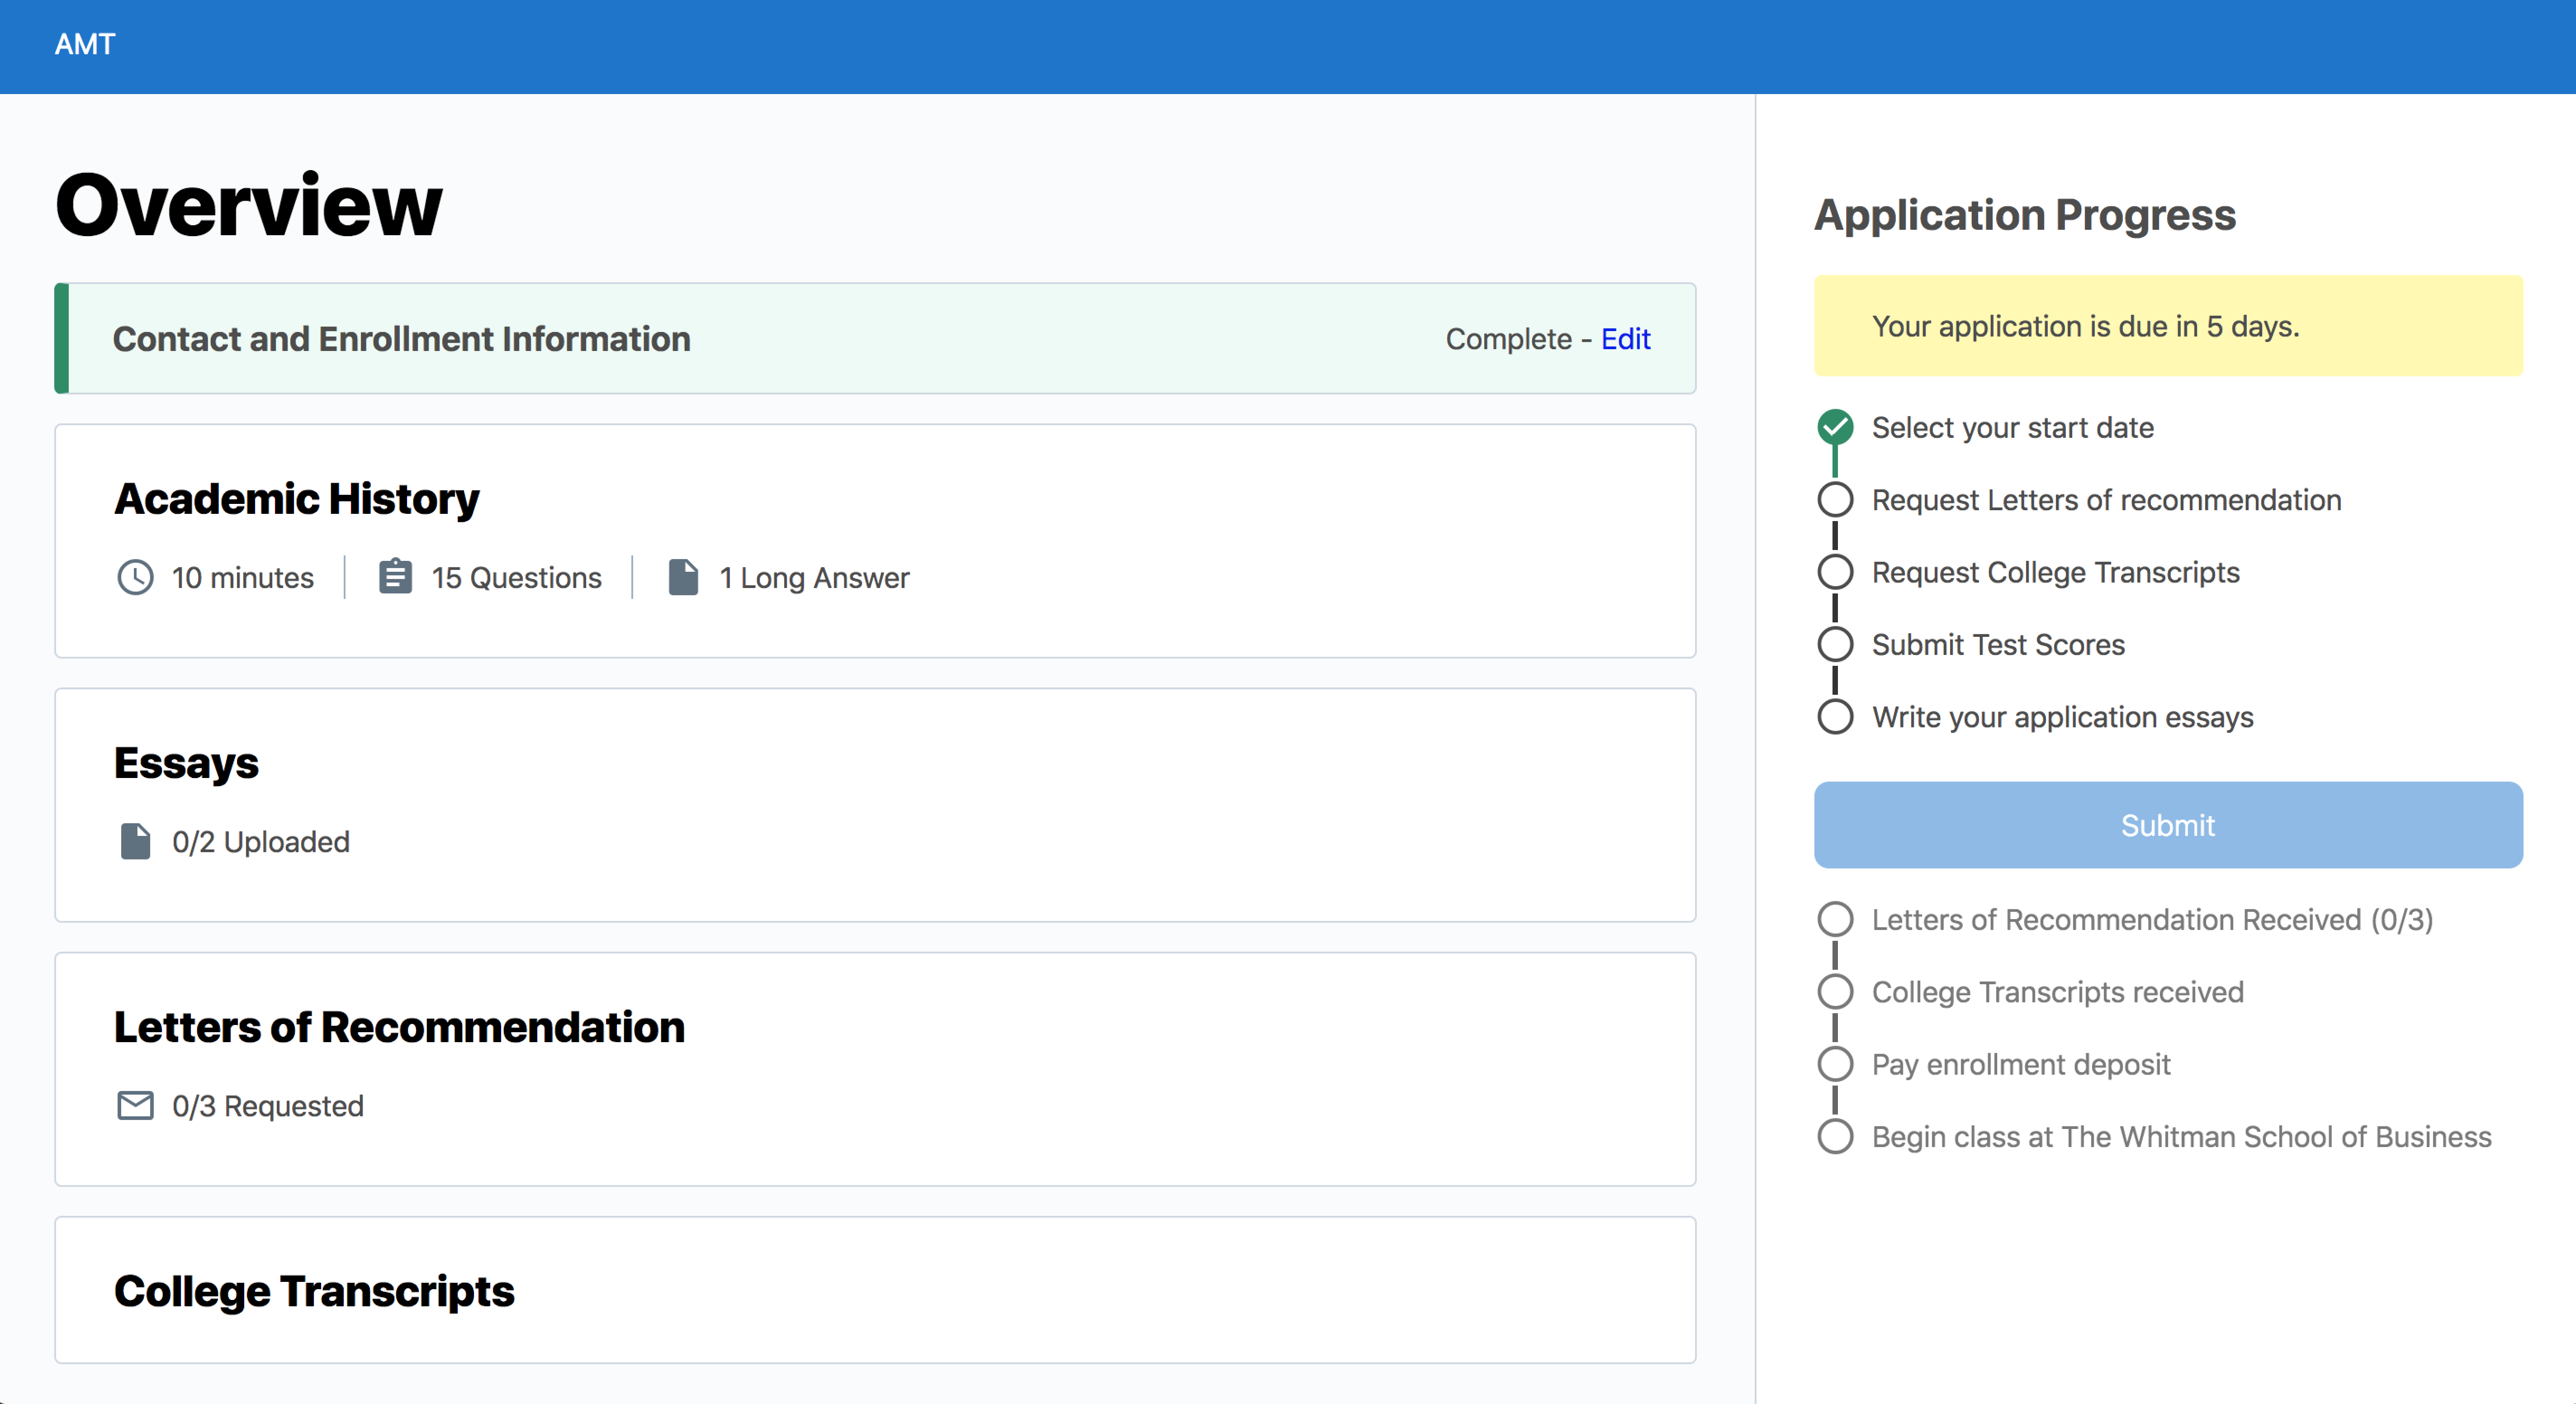 AMT
Overview
Contact and Enrollment Information
Complete - Edit
Academic History
10 minutes
15 Questions
1 Long Answer
Essays
0/2 Uploaded
Letters of Recommendation
0/3 Requested
College Transcripts
Application Progress
Your application is due in 5 days.
Select your start date
Request Letters of recommendation
Request College Transcripts
Submit Test Scores
Write your application essays
Submit
Letters of Recommendation Received (0/3)
College Transcripts received
Pay enrollment deposit
Begin class at The Whitman School of Business